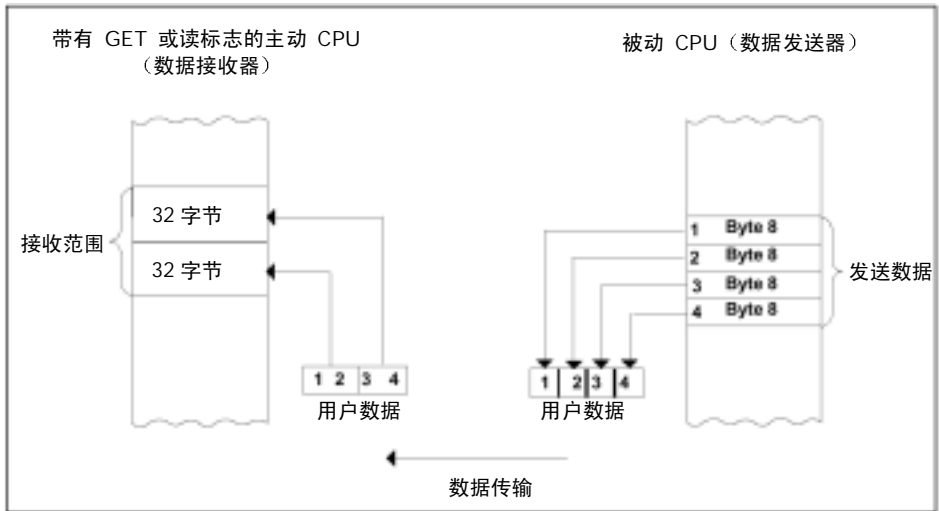 带有 GET 或读标志的主动 CPU
（数据接收器）
被动 CPU（数据发送器）
接收范围
32 字节
32 字节
1 2 3 4
用户数据
1 Byte 8
2 Byte 8
3 Byte 8
4 Byte 8
发送数据
1 2 3 4
用户数据
数据传输